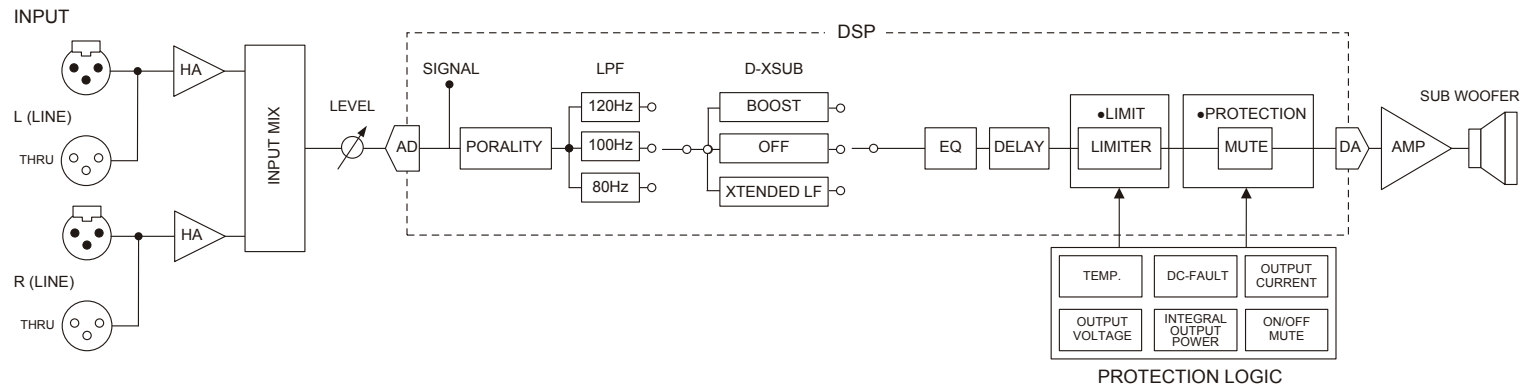 INPUT
DSP
HA
SIGNAL
LPF
D-XSUB
SUB WOOFER
L (LINE)
THRU
INPUT MIX
LEVEL
AD
PORALITY
120Hz
100Hz
80Hz
BOOST
OFF
XTENDED LF
EQ
DELAY
●LIMIT
LIMITER
●PROTECTION
MUTE
DA
AMP
HA
R (LINE)
THRU
TEMP.
DC-FAULT
OUTPUT
CURRENT
OUTPUT
VOLTAGE
INTEGRAL
OUTPUT
POWER
ON/OFF
MUTE
PROTECTION LOGIC